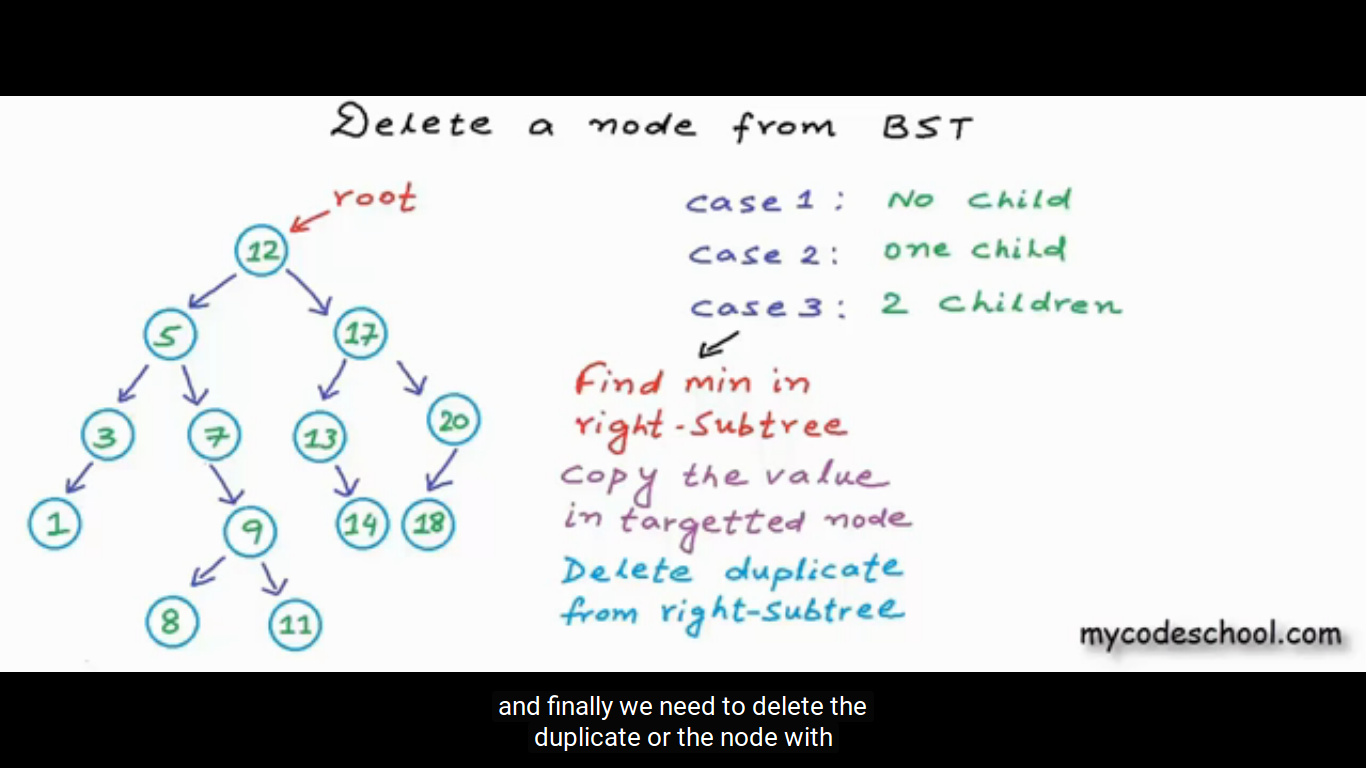 Delete a node from BST
root
case 1: No child
case 2: one child
case 3: 2 children
Find min in
right-Subtree
Copy the value
in targetted node
Delete duplicate
from right-Subtree
12
5
17
3
7
13
20
1
9
14
18
8
11
mycodeschool.com
and finally we need to delete the
duplicate or the node with